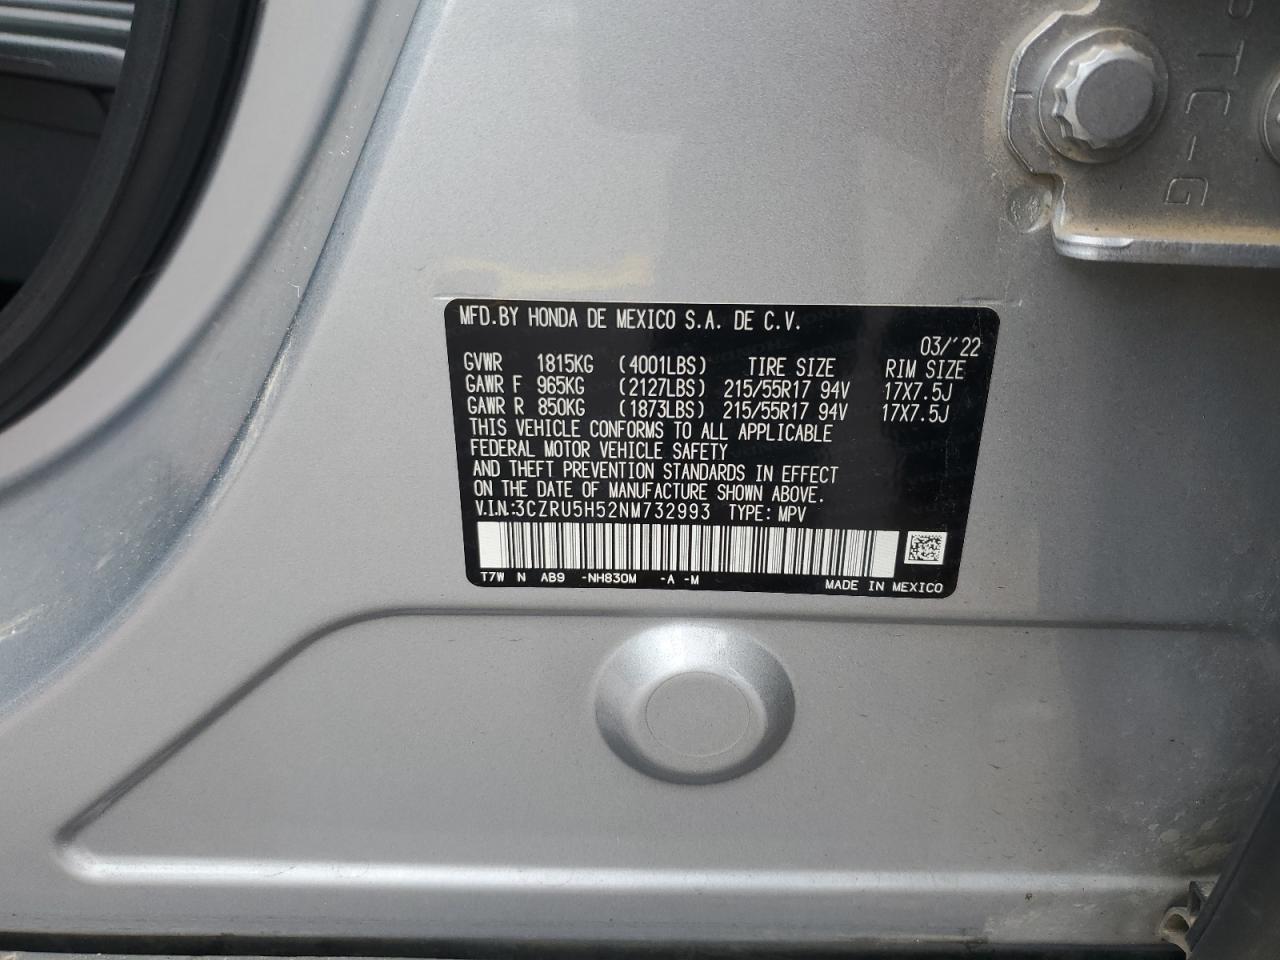 PTC-G
MFD.BY HONDA DE MEXICO S.A. DE C.V.
03/'22
GVWR 1815KG (4001LBS) TIRE SIZE RIM SIZE
GAWR F 965KG (2127LBS) 215/55R17 94V 17X7.5J
GAWR R 850KG (1873LBS) 215/55R17 94V 17X7.5J
THIS VEHICLE CONFORMS TO ALL APPLICABLE
FEDERAL MOTOR VEHICLE SAFETY
AND THEFT PREVENTION STANDARDS IN EFFECT
ON THE DATE OF MANUFACTURE SHOWN ABOVE.
V.I.N:3CZRU5H52NM732993 TYPE:MPV
T7W N AB9 -NH830M -A -M MADE IN MEXICO